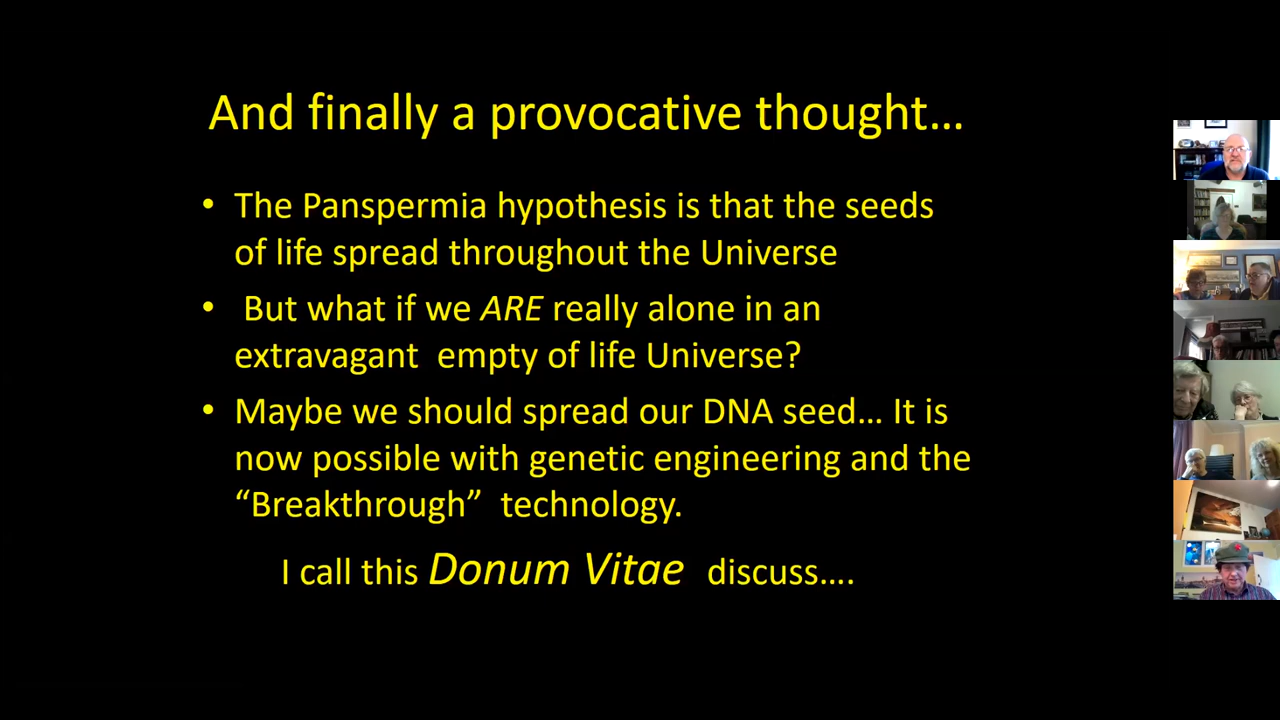 And finally a provocative thought…
• The Panspermia hypothesis is that the seeds
of life spread throughout the Universe
• But what if we ARE really alone in an
extravagant empty of life Universe?
• Maybe we should spread our DNA seed… It is
now possible with genetic engineering and the
“Breakthrough” technology.
I call this Donum Vitae discuss….